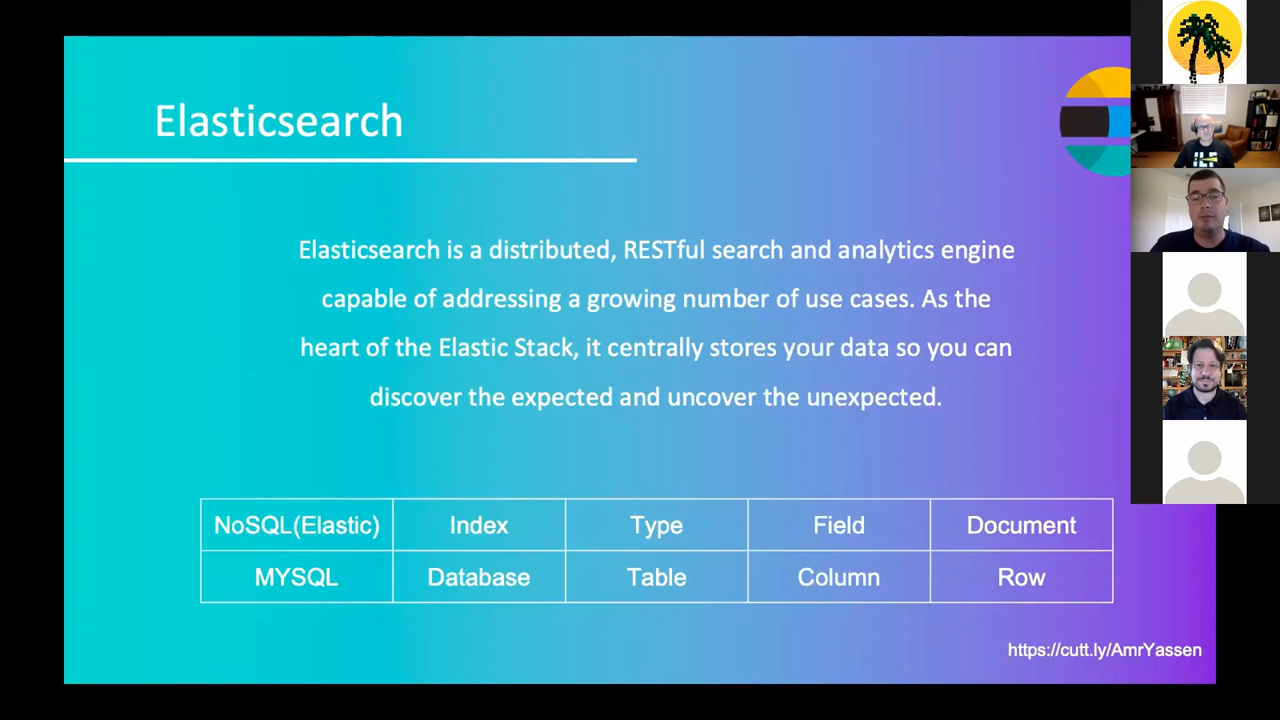 Elasticsearch
Elasticsearch is a distributed, RESTful search and analytics engine
capable of addressing a growing number of use cases. As the
heart of the Elastic Stack, it centrally stores your data so you can
discover the expected and uncover the unexpected.
NoSQL(Elastic) Index Type Field Document
MYSQL Database Table Column Row
https://cutt.ly/AmrYassen